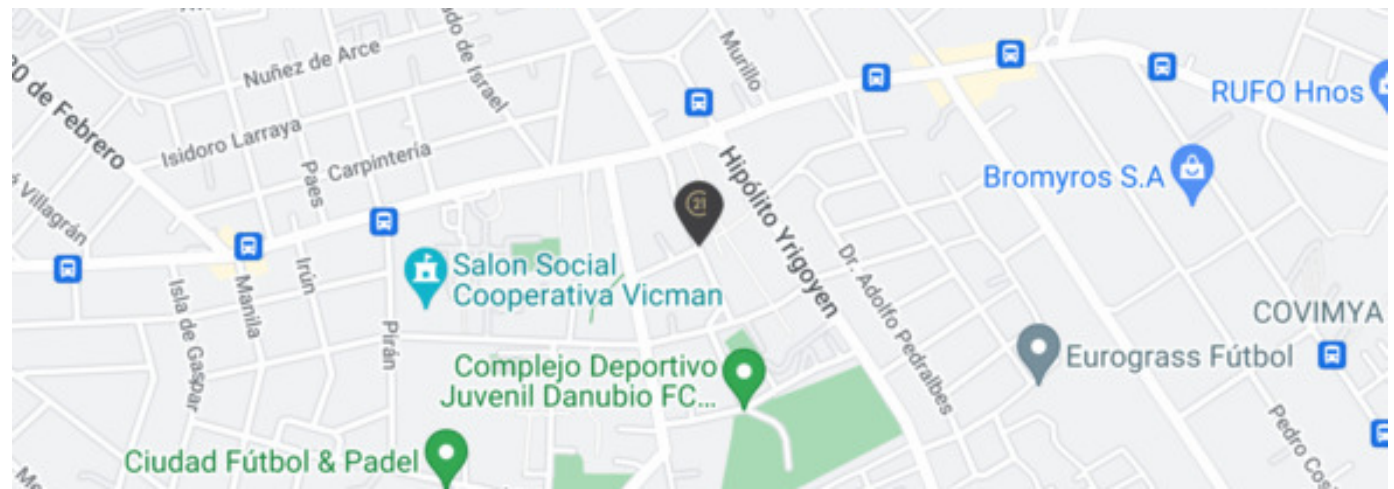 Nuñez de Arce
Murillo
20 de Febrero
RUFO Hnos
Isidoro Larraya
Carpintería
Paes
Hipólito Yrigoyen
Bromyros S.A
Villagrán
21
Salon Social
Cooperativa Vicman
Irún
Manila
Isla de Gaspar
Dr. Adolfo Pedralbes
COVIMYA
Pirán
Complejo Deportivo
Juvenil Danubio FC...
Eurograss Fútbol
Ciudad Fútbol & Padel
do de Israel
Pedro Cos